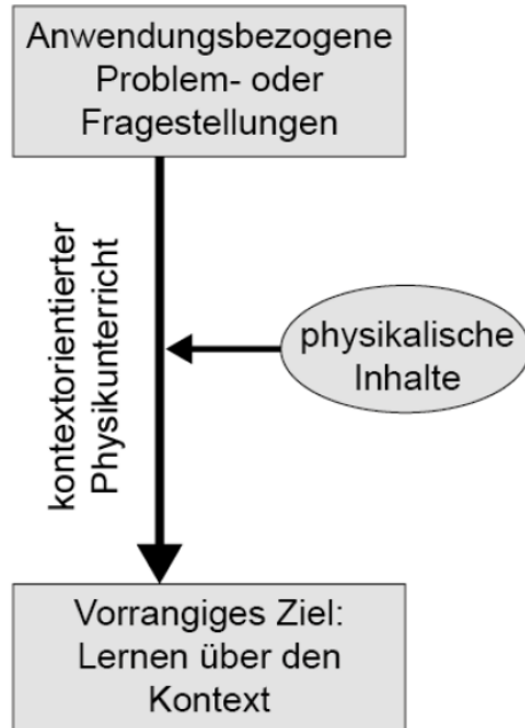 Anwendungsbezogene
Problem- oder
Fragestellungen
kontextorientierter
Physikunterricht
physikalische
Inhalte
Vorrangiges Ziel:
Lernen über den
Kontext